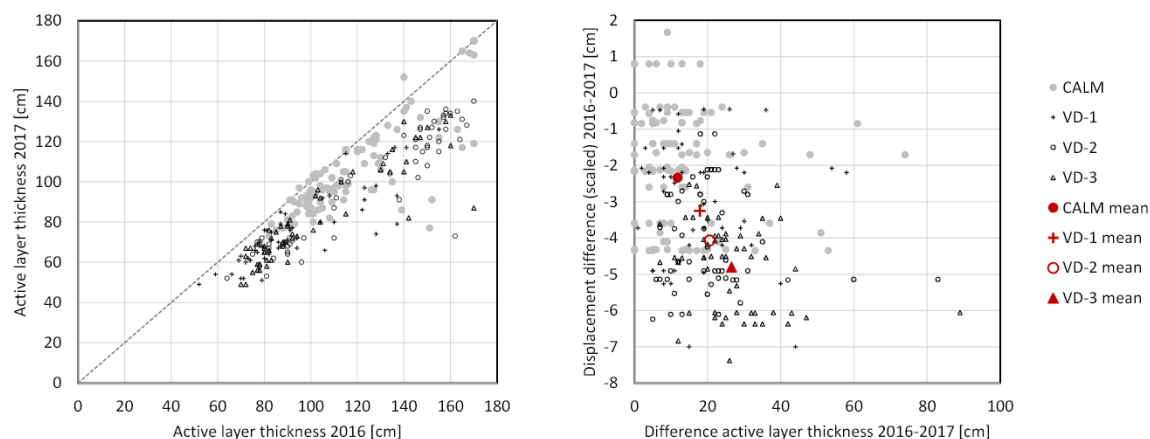 180
160
140
120
100
80
60
40
20
0
Active layer thickness 2017 [cm]
0 20 40 60 80 100 120 140 160 180
Active layer thickness 2016 [cm]
2
1
0
-1
-2
-3
-4
-5
-6
-7
-8
Displacement difference (scaled) 2016-2017 [cm]
0 20 40 60 80 100
Difference active layer thickness 2016-2017 [cm]
CALM
VD-1
VD-2
VD-3
CALM mean
VD-1 mean
VD-2 mean
VD-3 mean